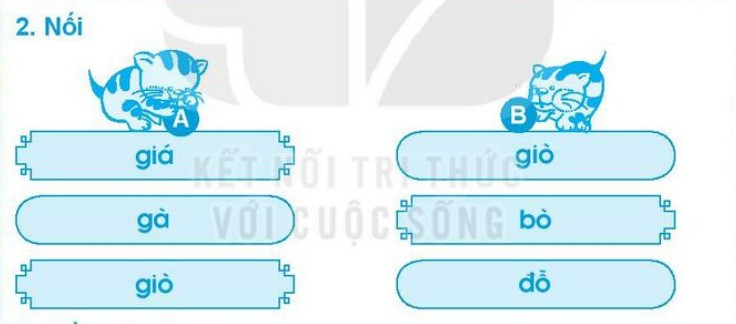 2. Nối
A
B
giá
giò
KẾT NỐI TRI THỨC
gà
bò
VỚI CUỘC SỐNG
giò
đỗ